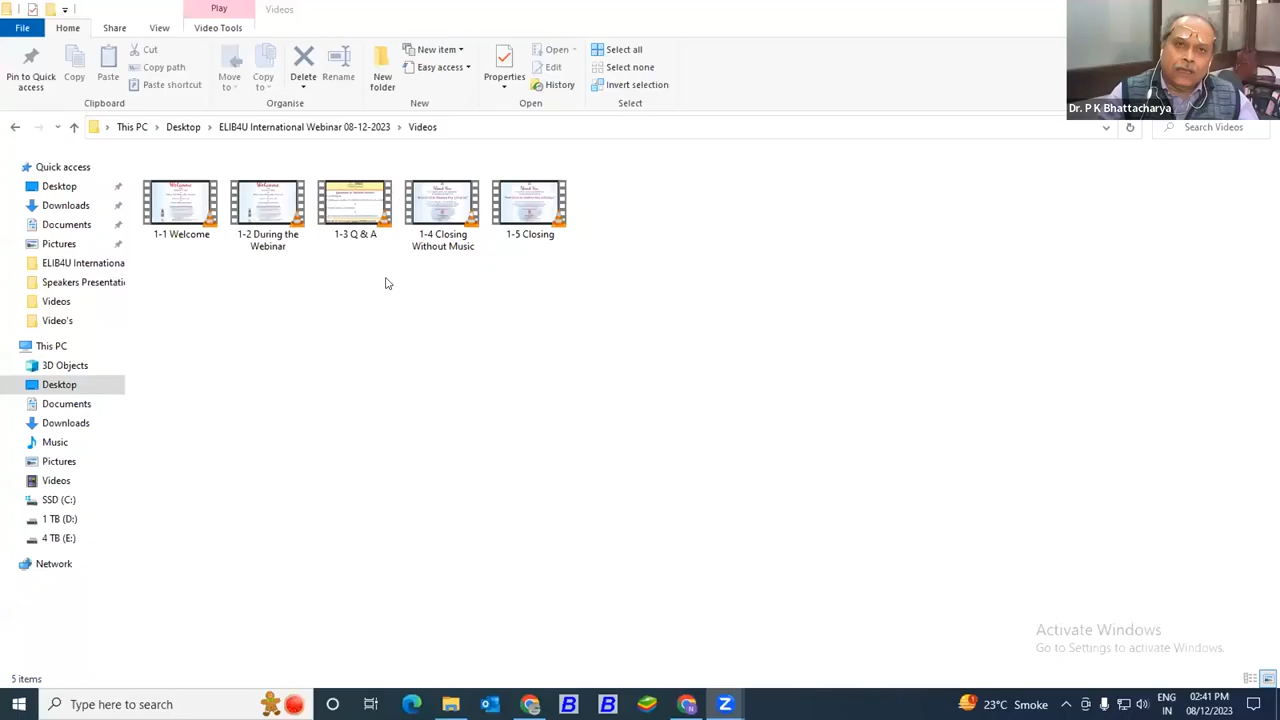 Play
Videos
File
Home
Share
View
Video Tools
Pin to Quick access
Copy
Paste
Cut
Copy path
Paste shortcut
Clipboard
Move to
Copy to
Delete
Rename
Organise
New folder
New item
Easy access
New
Properties
Open
Edit
History
Open
Select all
Select none
Invert selection
Select
Dr. P K Bhattacharya
This PC
Desktop
ELIB4U International Webinar 08-12-2023
Videos
Search Videos
Quick access
Desktop
Downloads
Documents
Pictures
ELIB4U Internationa
Speakers Presentati
Videos
Video's
This PC
3D Objects
Desktop
Documents
Downloads
Music
Pictures
Videos
SSD (C:)
1 TB (D:)
4 TB (E:)
Network
1-1 Welcome
1-2 During the
Webinar
1-3 Q & A
1-4 Closing
Without Music
1-5 Closing
Activate Windows
Go to Settings to activate Windows.
5 items
Type here to search
23°C Smoke
ENG
IN
02:41 PM
08/12/2023